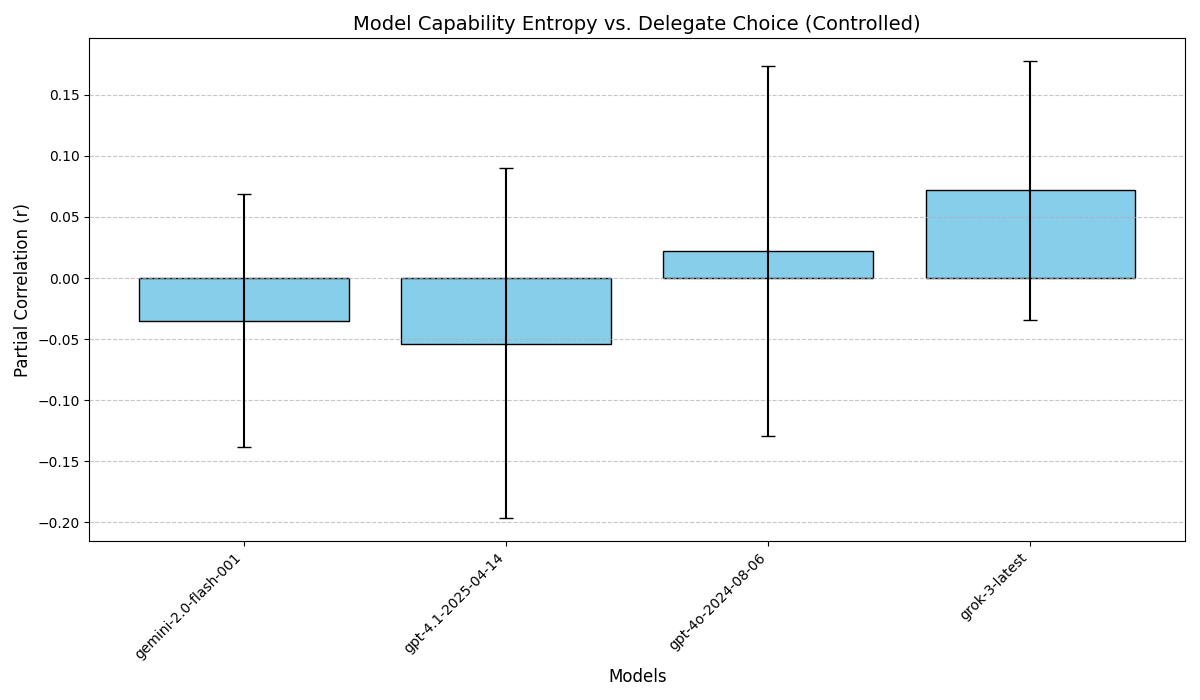 Model Capability Entropy vs. Delegate Choice (Controlled)
Partial Correlation (r)
0.15
0.10
0.05
0.00
−0.05
−0.10
−0.15
−0.20
gemini-2.0-flash-001
gpt-4.1-2025-04-14
gpt-4o-2024-08-06
grok-3-latest
Models